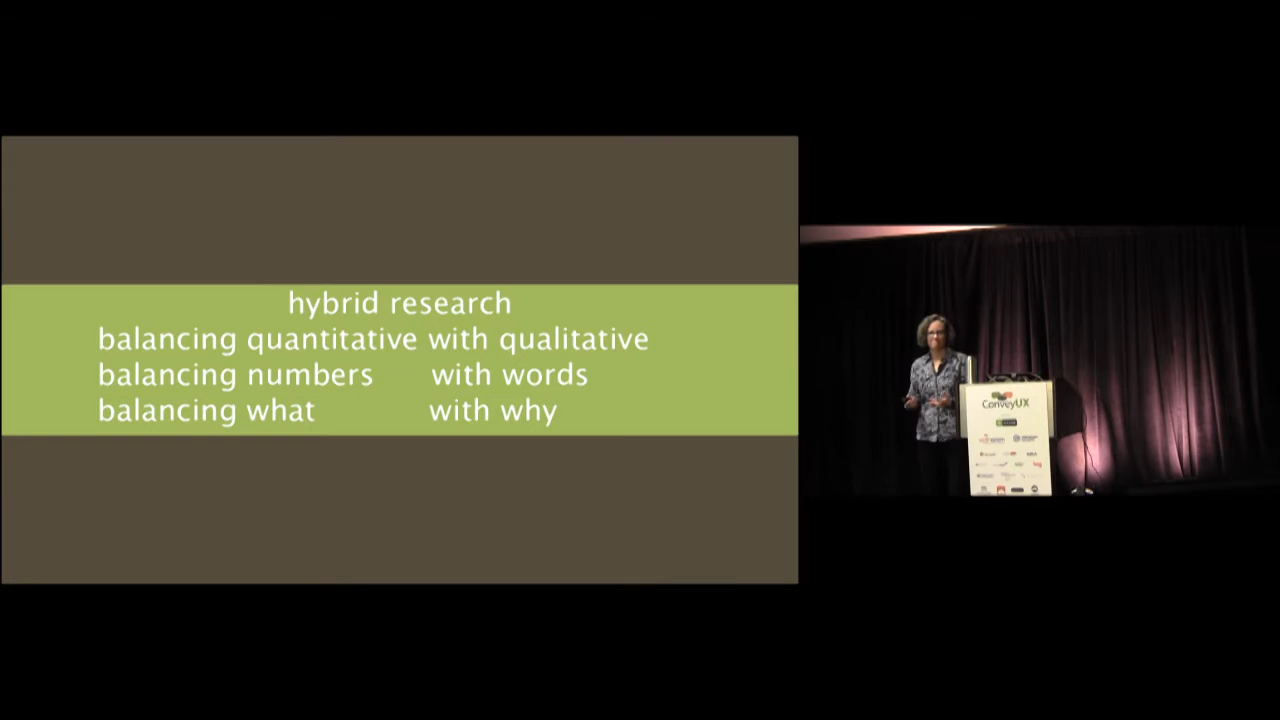 hybrid research
balancing quantitative with qualitative
balancing numbers with words
balancing what with why
ConveyUX